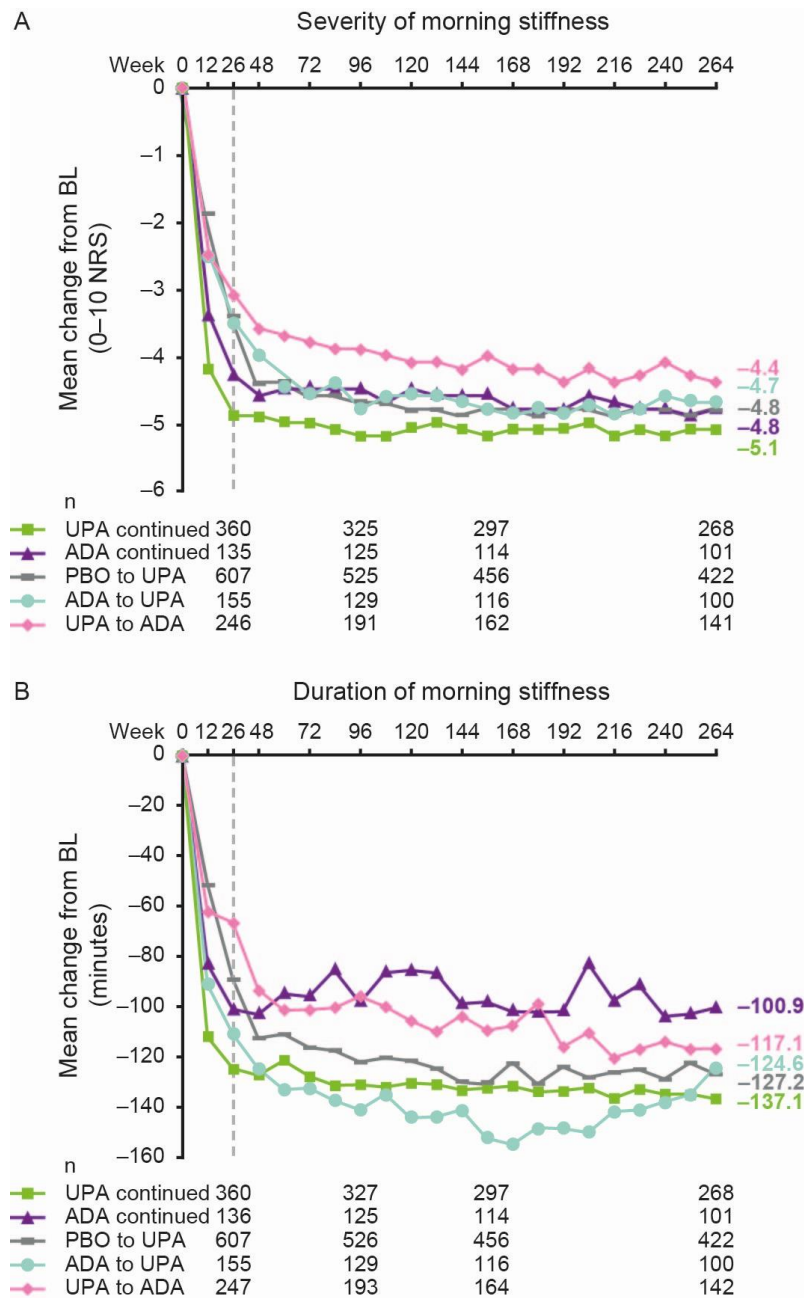 A Severity of morning stiffness
Week 0 12 26 48 72 96 120 144 168 192 216 240 264
0
–1
–2
–3
–4
–5
–6
Mean change from BL
(0–10 NRS)
–4.4
–4.7
–4.8
–4.8
–5.1
n
UPA continued 360 325 297 268
ADA continued 135 125 114 101
PBO to UPA 607 525 456 422
ADA to UPA 155 129 116 100
UPA to ADA 246 191 162 141
B Duration of morning stiffness
Week 0 12 26 48 72 96 120 144 168 192 216 240 264
0
–20
–40
–60
–80
–100
–120
–140
–160
Mean change from BL
(minutes)
–100.9
–117.1
–124.6
–127.2
–137.1
n
UPA continued 360 327 297 268
ADA continued 136 125 114 101
PBO to UPA 607 526 456 422
ADA to UPA 155 129 116 100
UPA to ADA 247 193 164 142